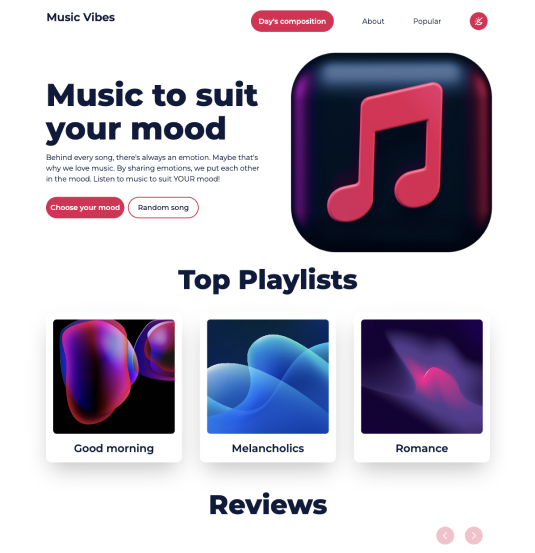 Music Vibes
Day's composition
About
Popular
Music to suit
your mood
Behind every song, there's always an emotion. Maybe that's
why we love music. By sharing emotions, we put each other
in the mood. Listen to music to suit YOUR mood!
Choose your mood
Random song
Top Playlists
Good morning
Melancholics
Romance
Reviews